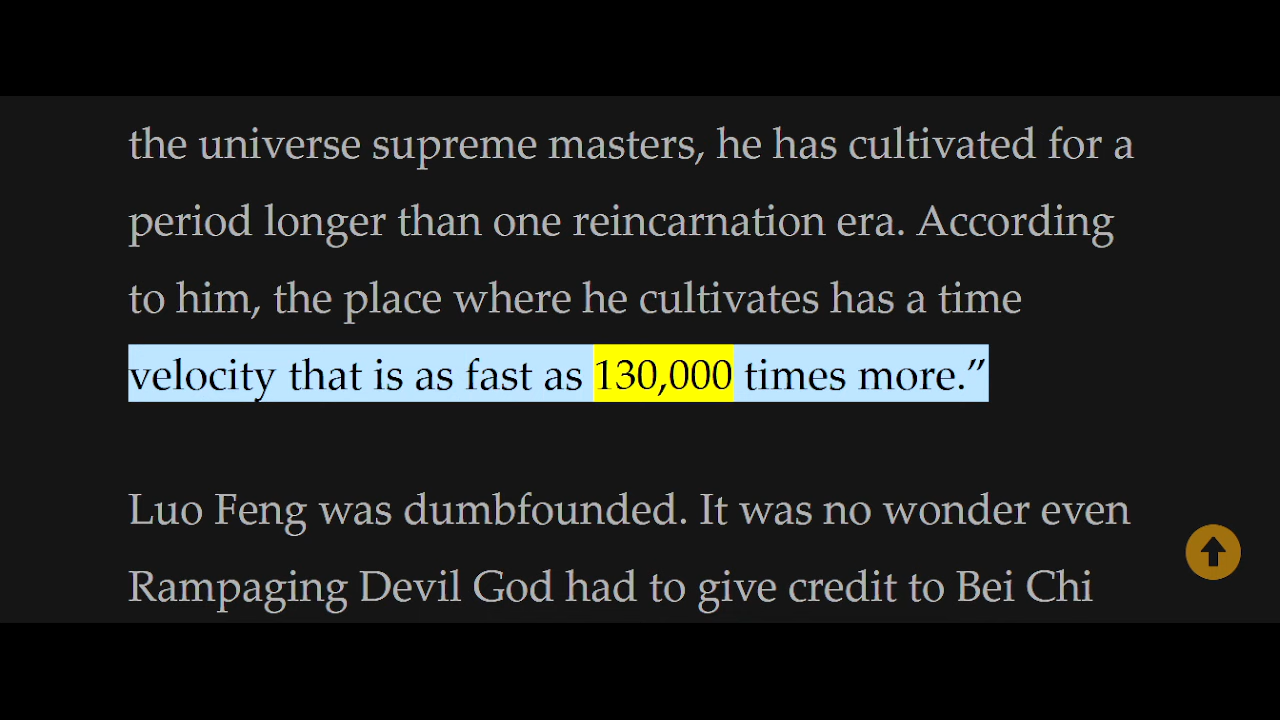 the universe supreme masters, he has cultivated for a
period longer than one reincarnation era. According
to him, the place where he cultivates has a time
velocity that is as fast as 130,000 times more.”
Luo Feng was dumbfounded. It was no wonder even
Rampaging Devil God had to give credit to Bei Chi